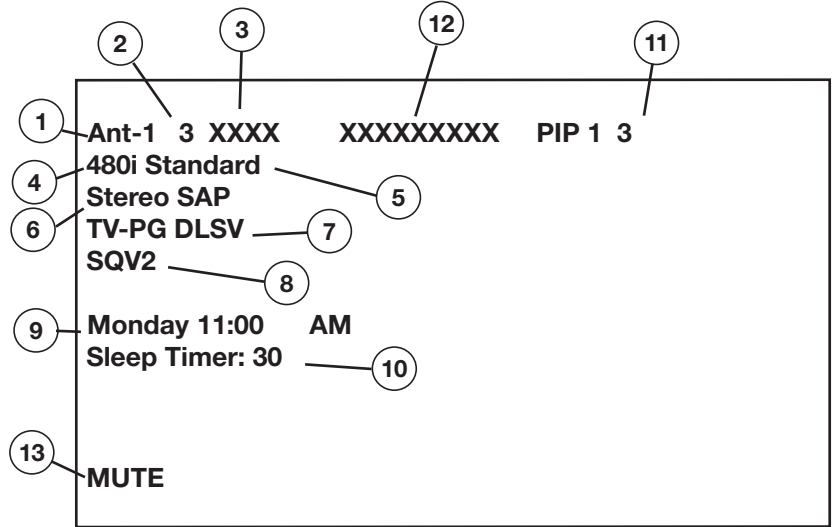 2 3 12 11
1 Ant-1 3 XXXX XXXXXXXXX PIP 1 3
4 480i Standard 5
6 Stereo SAP
TV-PG DLSV 7
SQV2 8
9 Monday 11:00 AM
Sleep Timer: 30 10
13
MUTE